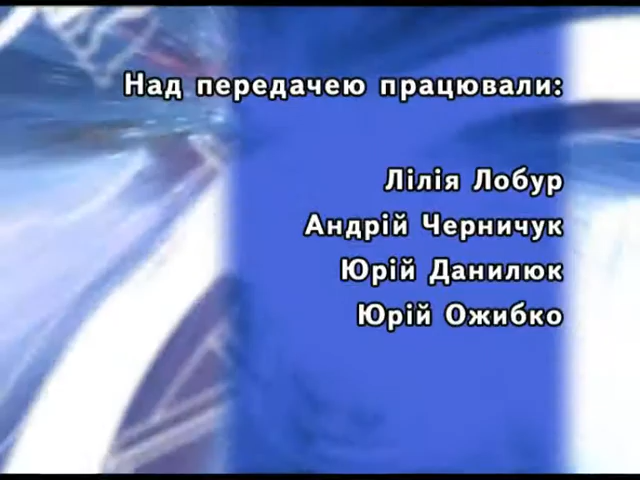 Над передачею працювали:
Лілія Лобур
Андрій Черничук
Юрій Данилюк
Юрій Ожибко